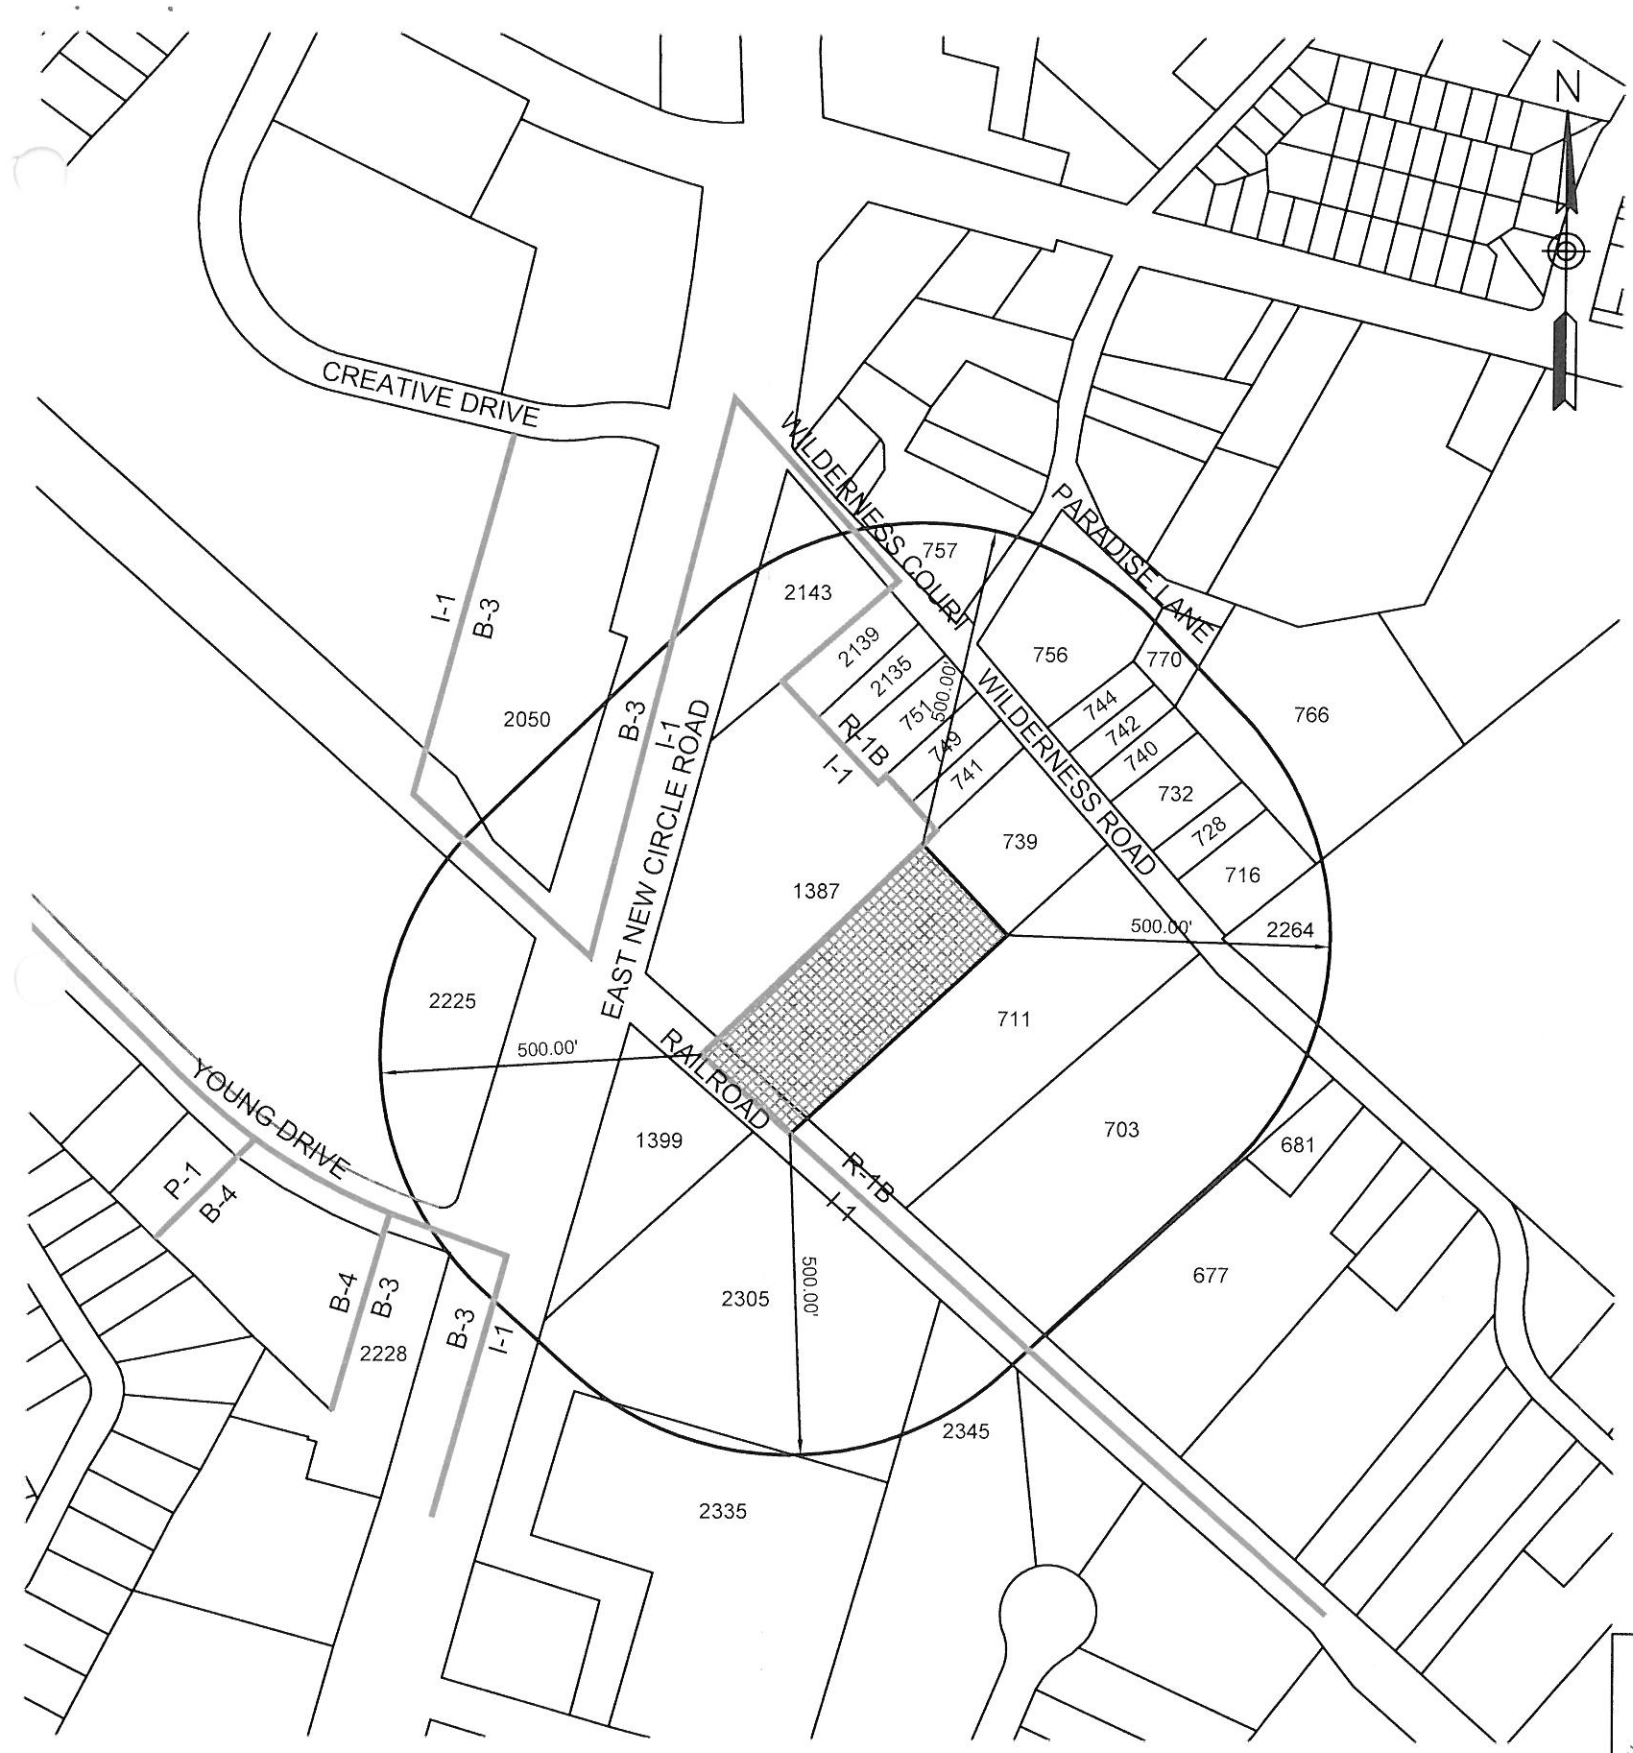 N
CREATIVE DRIVE
WILDERNESS COURT
PARADISE LANE
757
2143
I-1
B-3
2139
2135
756
770
500.00'
751
744
742
740
749
741
WILDERNESS ROAD
766
2050
B-3
I-1
R-1B
I-1
EAST NEW CIRCLE ROAD
732
728
739
716
1387
500.00'
2264
2225
711
500.00'
RAILROAD
YOUNG DRIVE
1399
703
681
P-1
B-4
R-1B
I-1
500.00'
677
B-4
B-3
2305
B-3
I-1
2228
2345
2335